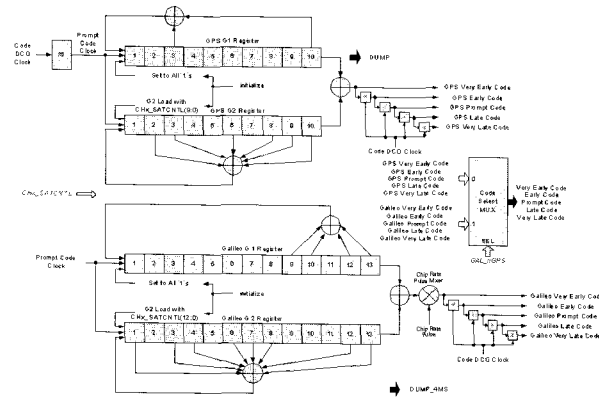 Code
DCO
Clock
Prompt
Code
Clock
GPS G1 Register
1 2 3 4 5 6 7 8 9 10
DUMP
Set to All '1's
initialize
G2 Load with
CHx_SATCNTL(9:0)
GPS G2 Register
1 2 3 4 5 6 7 8 9 10
GPS Very Early Code
GPS Early Code
GPS Prompt Code
GPS Late Code
GPS Very Late Code
Code DCO Clock
GPS Very Early Code
GPS Early Code
GPS Prompt Code
GPS Late Code
GPS Very Late Code
0
Galileo Very Early Code
Galileo Early Code
Galileo Prompt Code
Galileo Late Code
Galileo Very Late Code
1
Code
Select
MUX
SEL
GAL_nGPS
Very Early Code
Early Code
Prompt Code
Late Code
Very Late Code
Galileo G1 Register
Prompt Code
Clock
1 2 3 4 5 6 7 8 9 10 11 12 13
Set to All '1's
initialize
G2 Load with
CHx_SATCNTL(12:0)
Galileo G2 Register
1 2 3 4 5 6 7 8 9 10 11 12 13
Chip Rate
Pulse Mixer
Chip Rate
Galileo Very Early Code
Galileo Early Code
Galileo Prompt Code
Galileo Late Code
Galileo Very Late Code
Code DCO Clock
DUMP_4MS